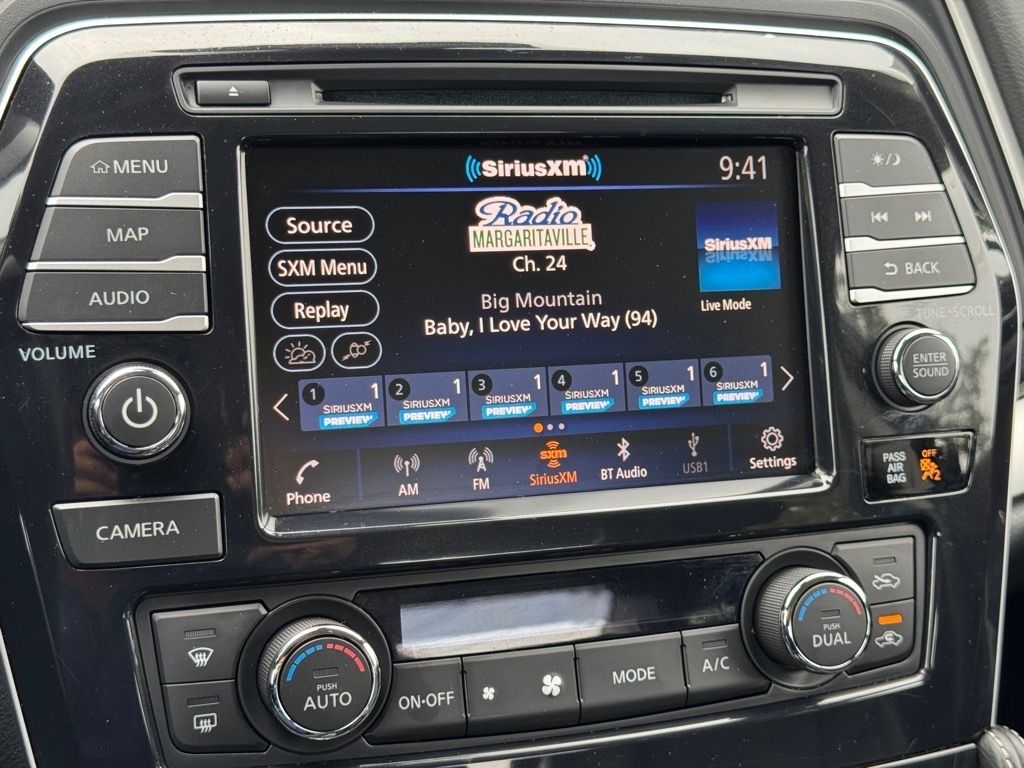 MENU
MAP
AUDIO
VOLUME
CAMERA
SiriusXM
9:41
Source
SXM Menu
Replay
Radio
MARGARITAVILLE
Ch. 24
Big Mountain
Baby, I Love Your Way (94)
SiriusXM
Live Mode
1 1 SIRIUSXM PREVIEW
2 1 SIRIUSXM PREVIEW
3 1 SIRIUSXM PREVIEW
4 1 SIRIUSXM PREVIEW
5 1 SIRIUSXM PREVIEW
6 1 SIRIUSXM PREVIEW
Phone
AM
FM
sxm
SiriusXM
BT Audio
USB1
Settings
BACK
TUNE•SCROLL
ENTER
SOUND
PASS
AIR
BAG
OFF
2
PUSH
AUTO
ON•OFF
MODE
A/C
PUSH
DUAL